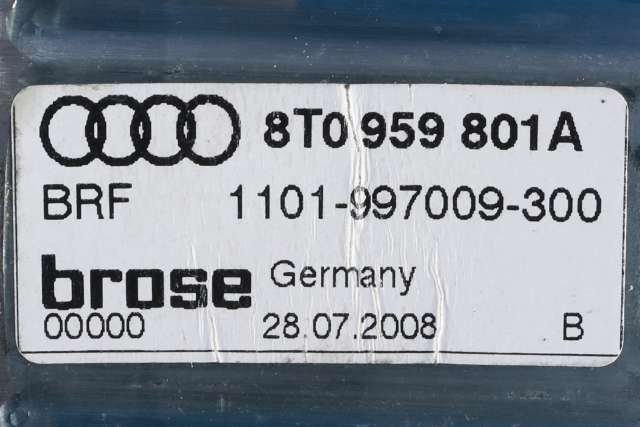 8T0 959 801A
BRF 1101-997009-300
brose Germany
00000 28.07.2008 B